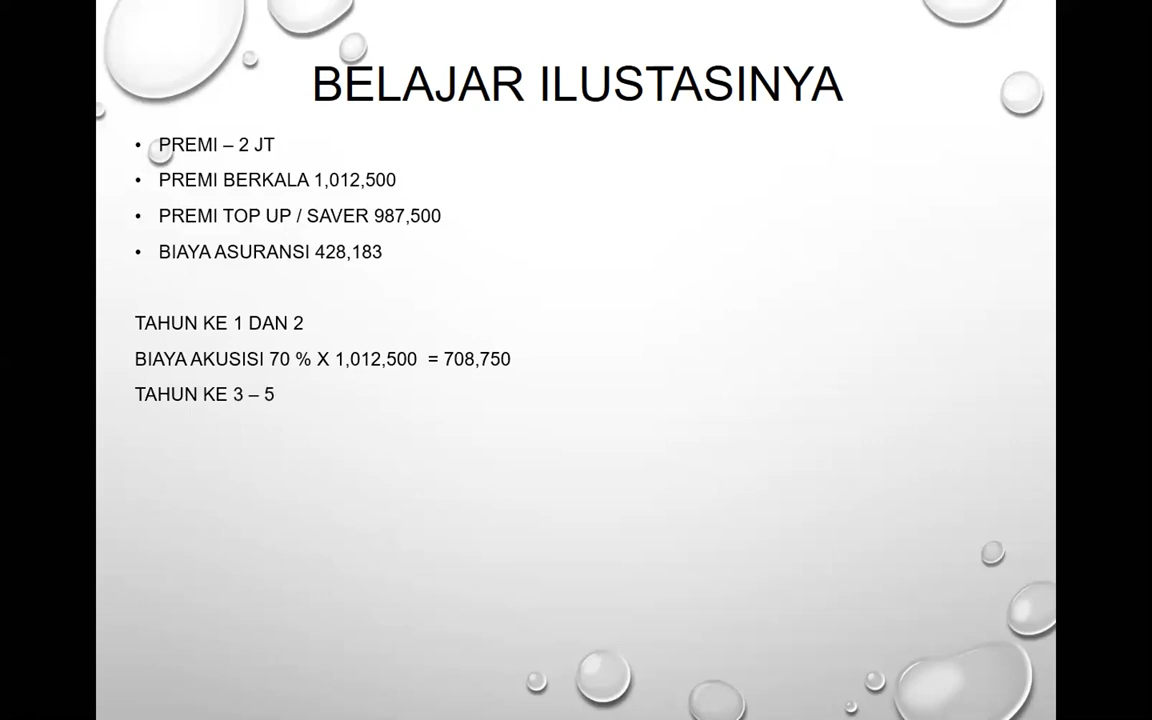 BELAJAR ILUSTASINYA
• PREMI – 2 JT
• PREMI BERKALA 1,012,500
• PREMI TOP UP / SAVER 987,500
• BIAYA ASURANSI 428,183
TAHUN KE 1 DAN 2
BIAYA AKUSISI 70 % X 1,012,500 = 708,750
TAHUN KE 3 – 5